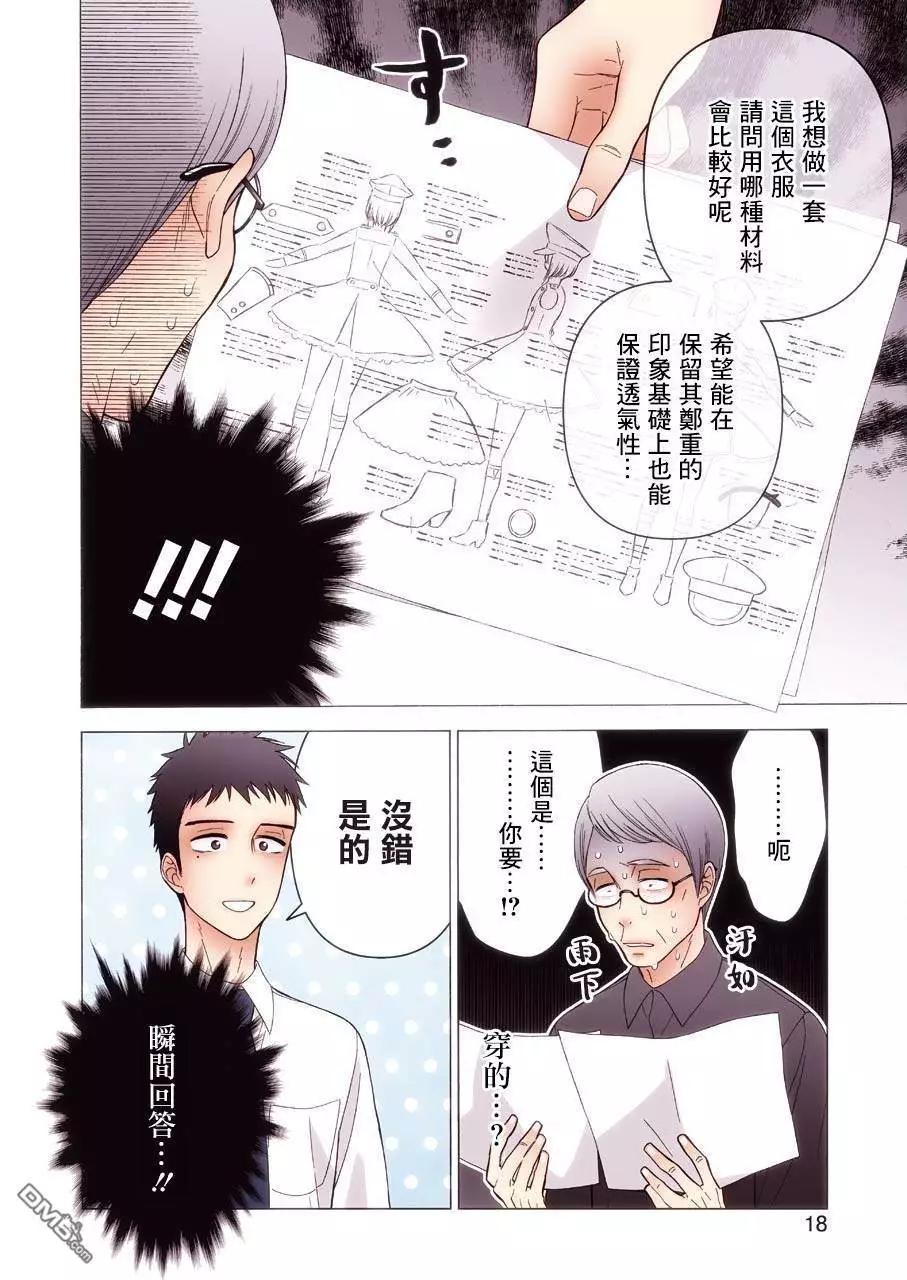 我想做一套
這個衣服
請問用哪種材料
會比較好呢
希望能在
保留其鄭重的
印象基礎上也能
保證透氣性…
す
!!!
………呃
這個是……
………你要…!?
汗如
雨下
穿的…?
沒錯
是的
瞬間回答…!!
18
DM5.com